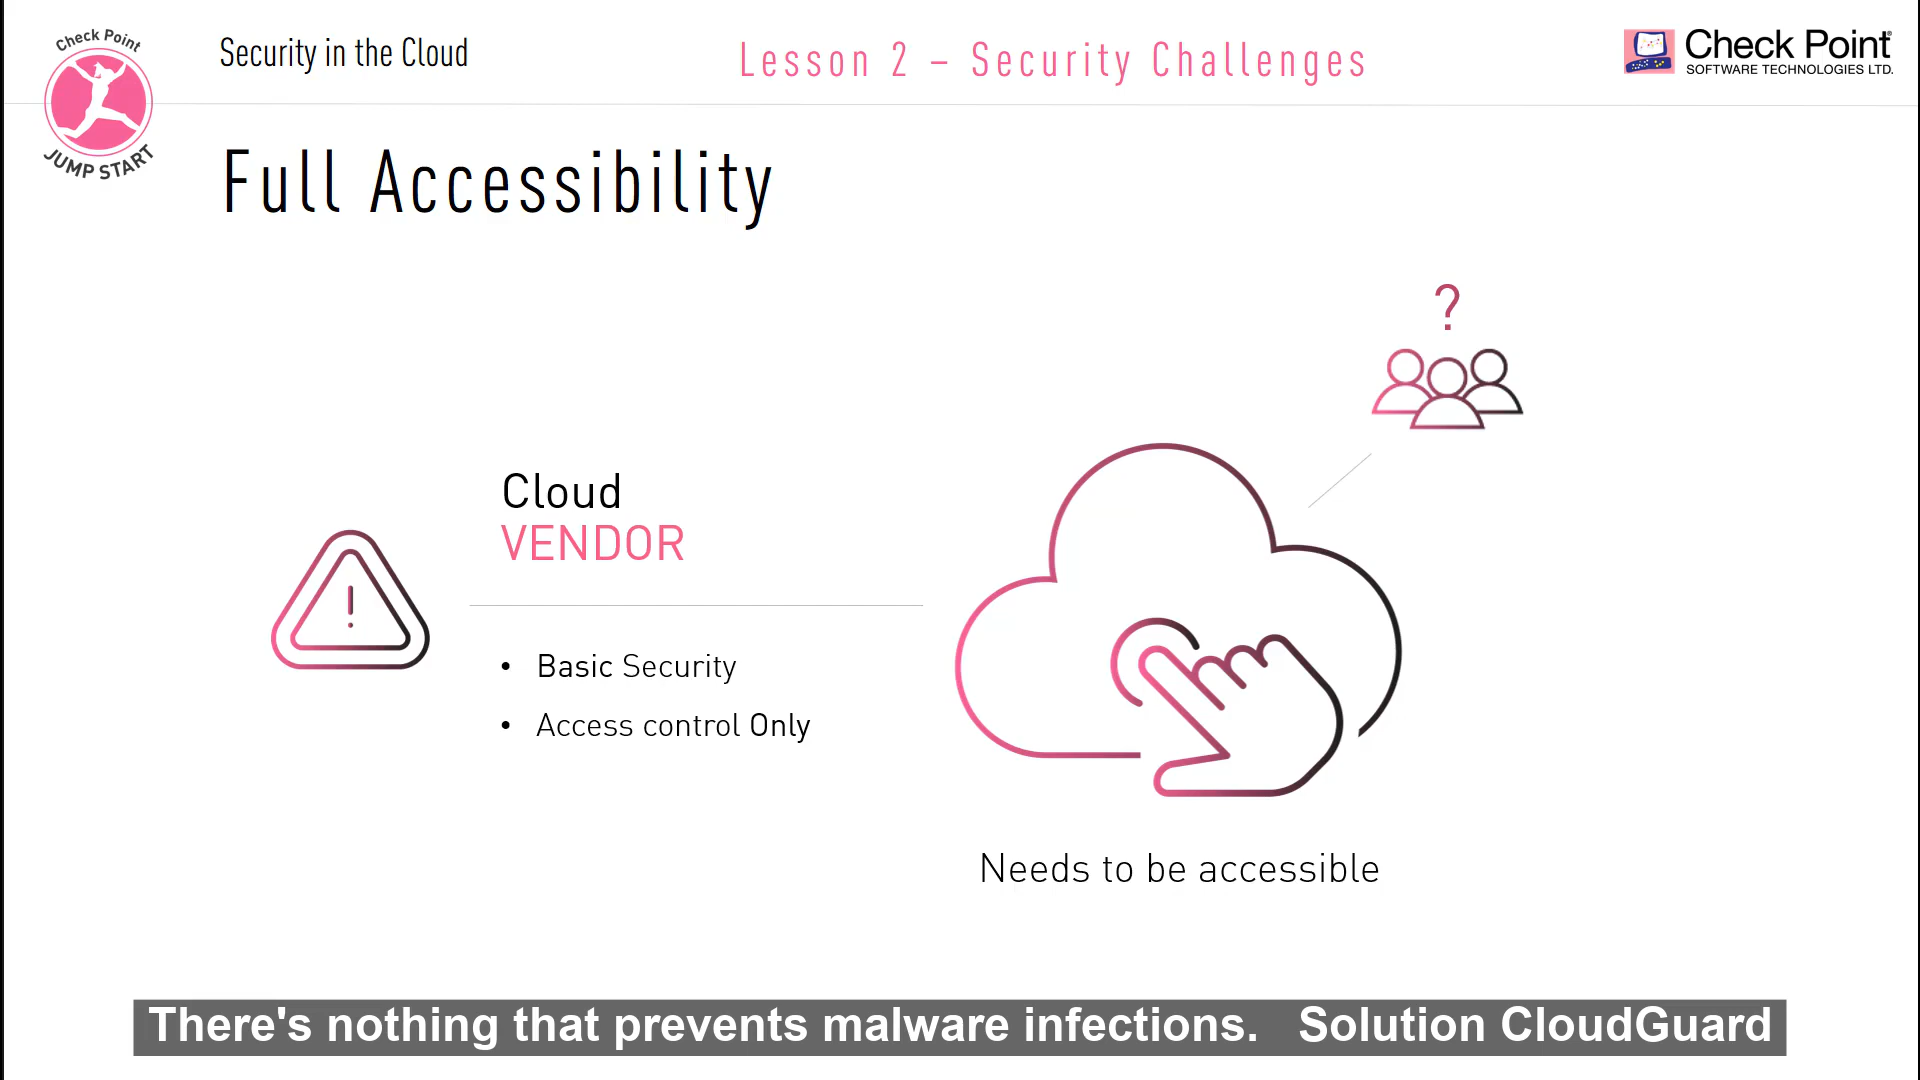 Check Point
JUMP START
Security in the Cloud
Lesson 2 – Security Challenges
Check Point®
SOFTWARE TECHNOLOGIES LTD.
Full Accessibility
?
Cloud
VENDOR
!
• Basic Security
• Access control Only
Needs to be accessible
There's nothing that prevents malware infections. Solution CloudGuard